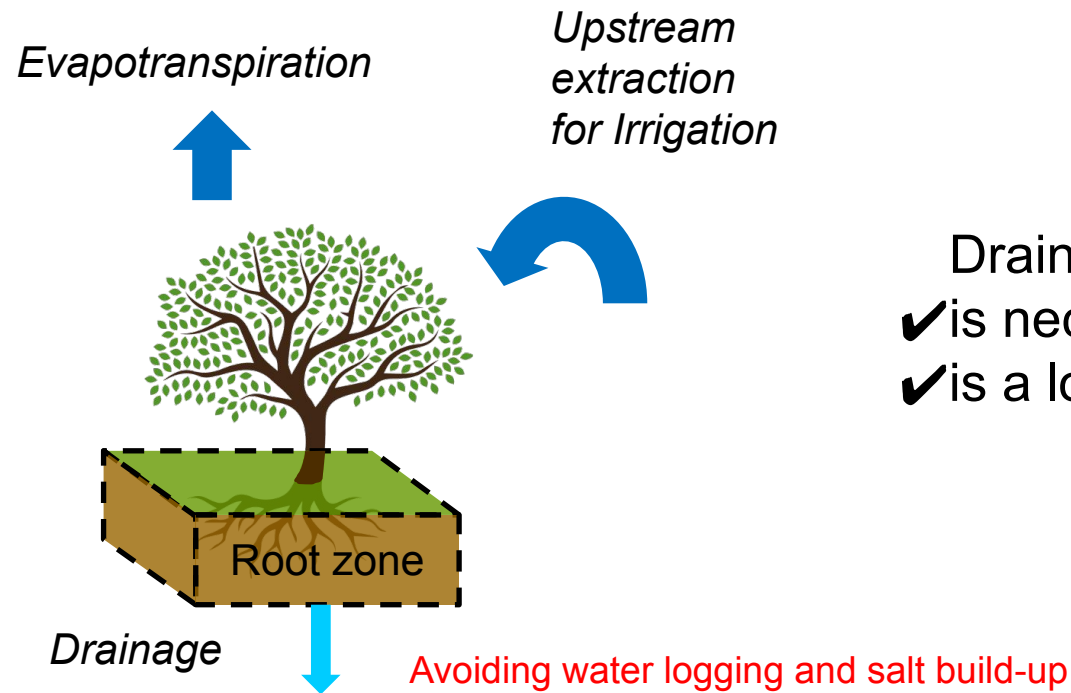 Evapotranspiration
Upstream
extraction
for Irrigation
Drain
✔is nec
✔is a lo
Root zone
Drainage
Avoiding water logging and salt build-up